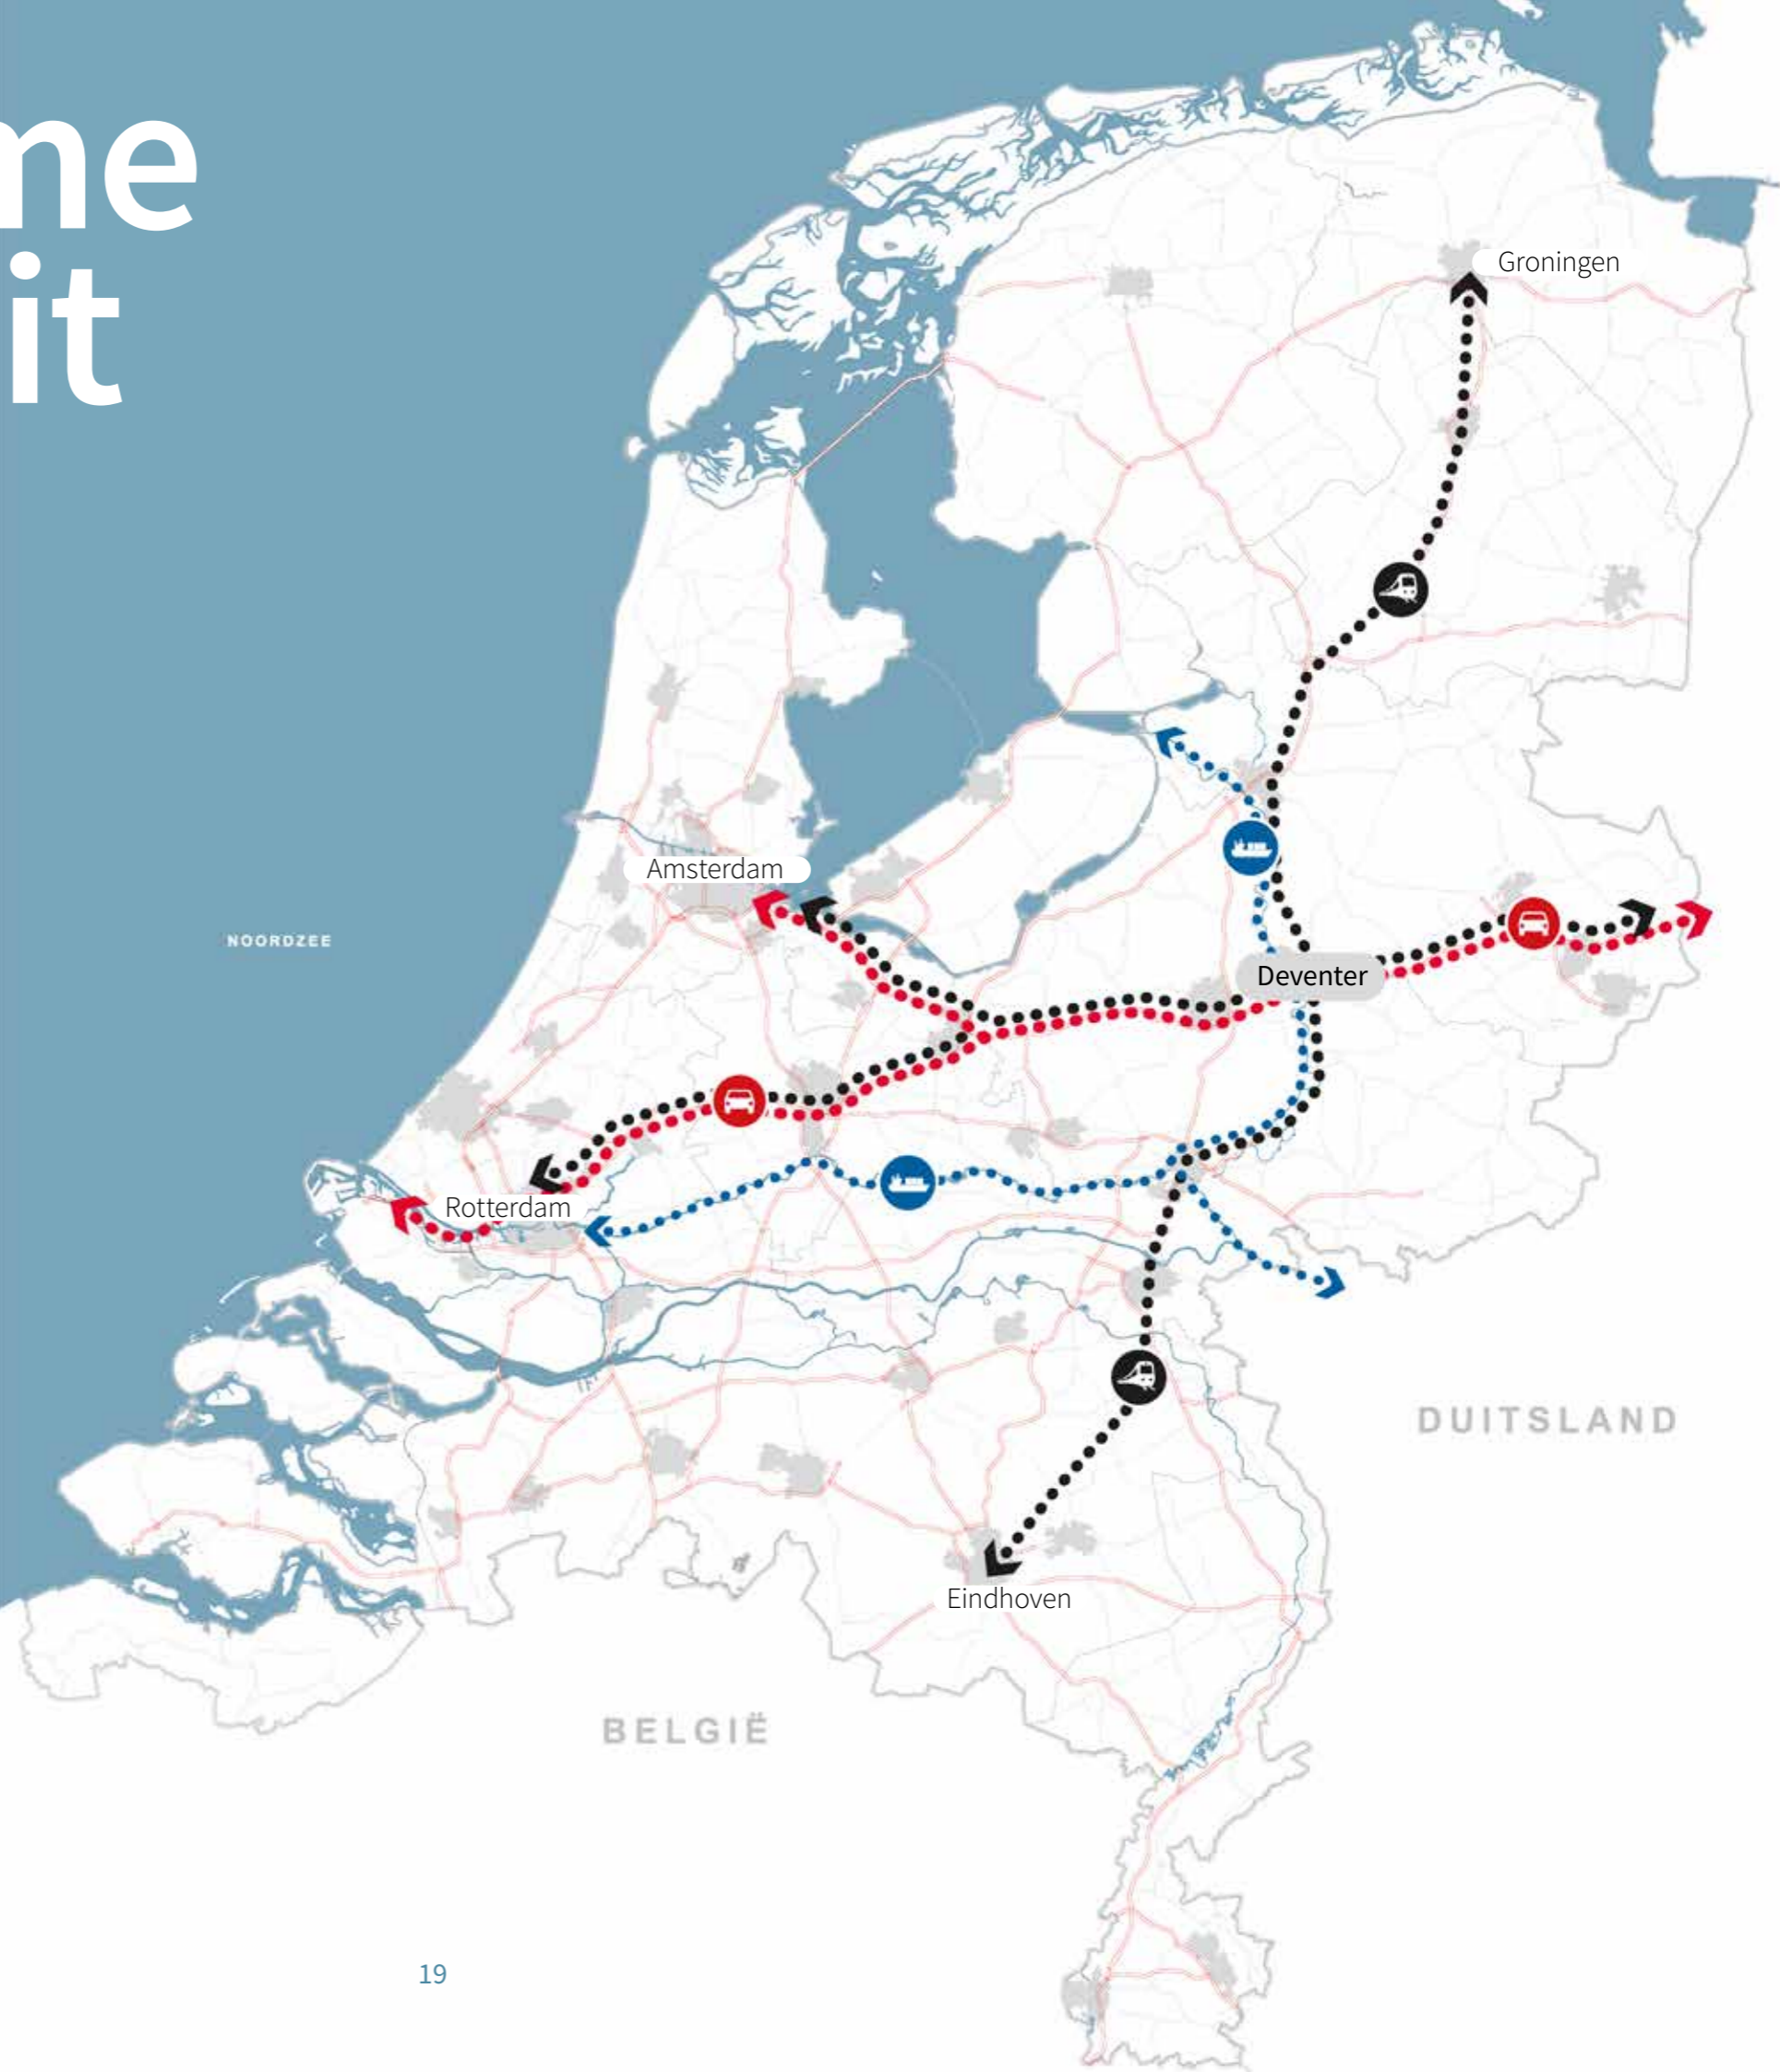 me
it
Groningen
Amsterdam
NOORDZEE
Deventer
Rotterdam
DUITSLAND
Eindhoven
BELGIË
19